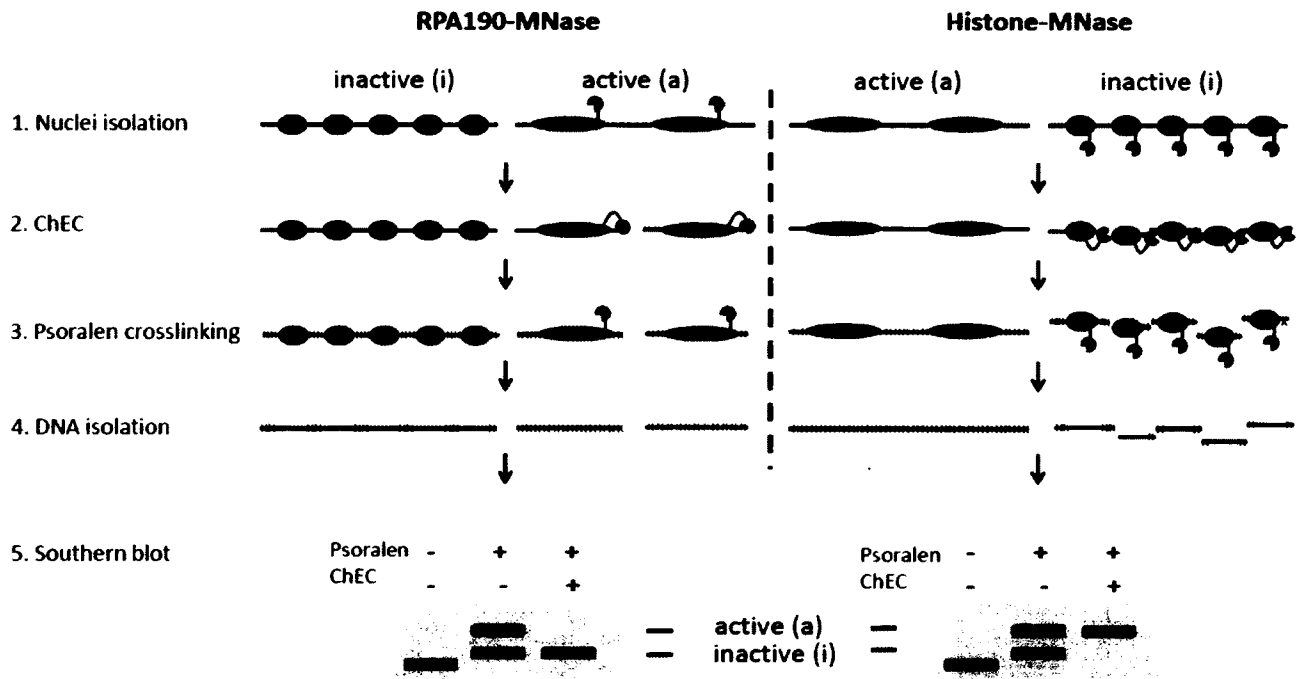 RPA190-MNase Histone-MNase
inactive (i) active (a) active (a) inactive (i)
1. Nuclei isolation
2. ChEC
3. Psoralen crosslinking
4. DNA isolation
5. Southern blot
Psoralen - + + Psoralen - + +
ChEC - - + ChEC - - +
active (a)
inactive (i)